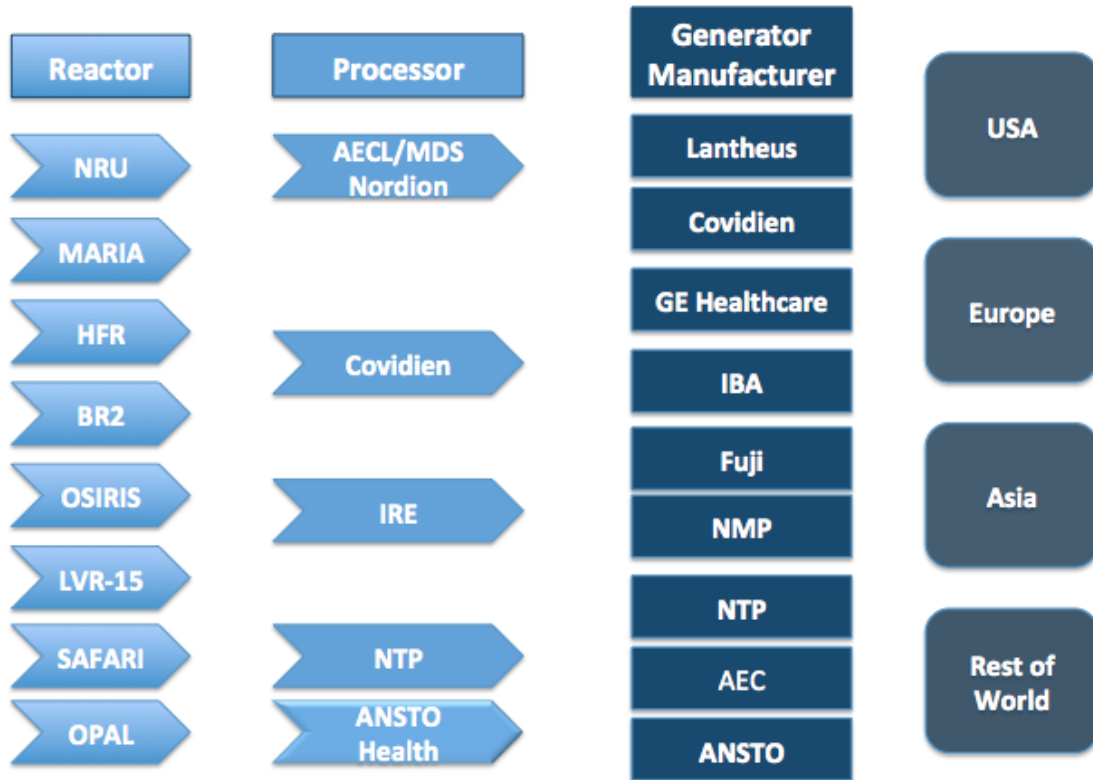 Reactor
NRU
MARIA
HFR
BR2
OSIRIS
LVR-15
SAFARI
OPAL
Processor
AECL/MDS
Nordion
Covidien
IRE
NTP
ANSTO
Health
Generator
Manufacturer
Lantheus
Covidien
GE Healthcare
IBA
Fuji
NMP
NTP
AEC
ANSTO
USA
Europe
Asia
Rest of
World